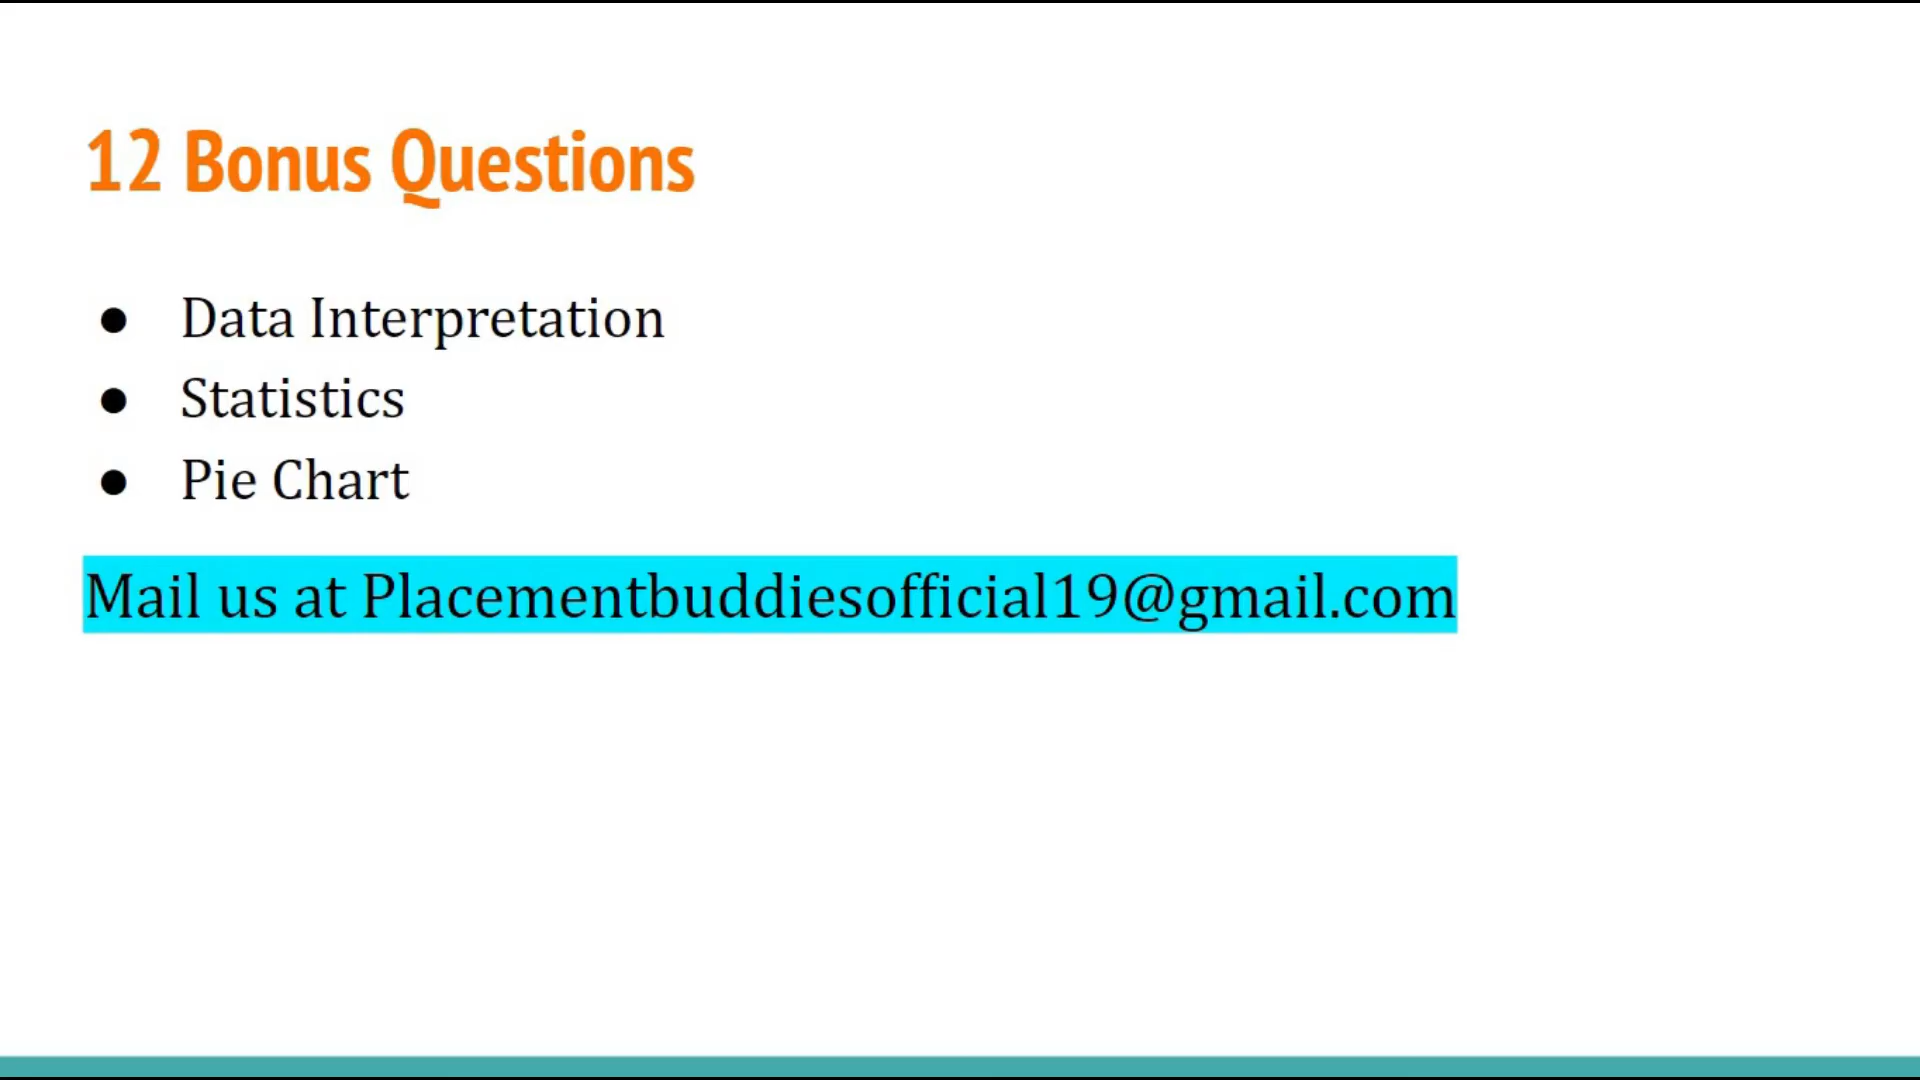 12 Bonus Questions
● Data Interpretation
● Statistics
● Pie Chart
Mail us at Placementbuddiesofficial19@gmail.com